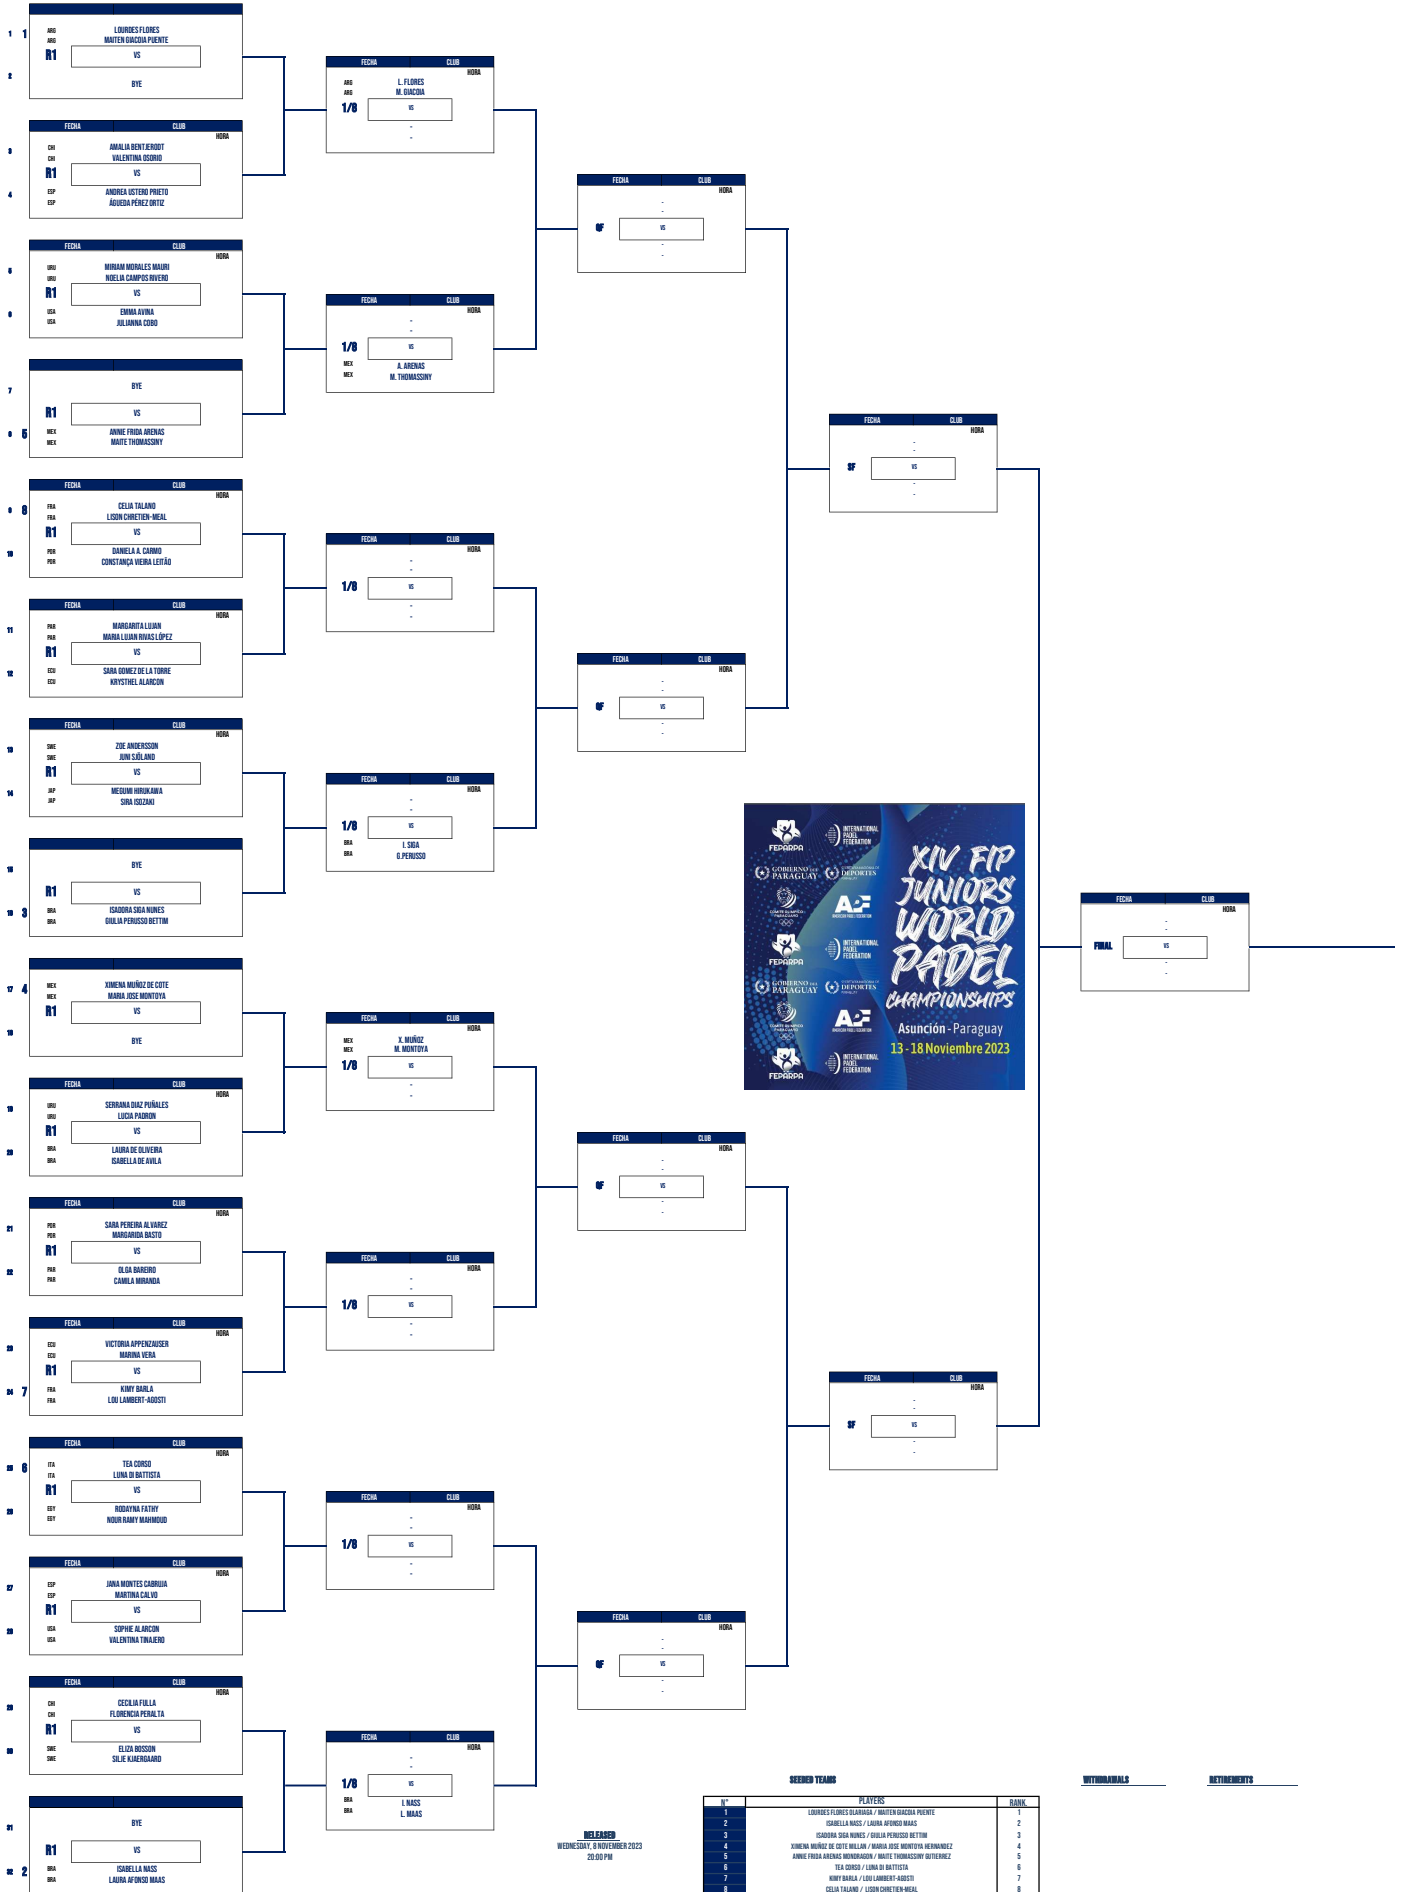 1 1
ARG LOURDES FLORES
ARG MAITEN GIACOIA PUENTE
R1 VS
2 BYE
FECHA CLUB
HORA
3 CHI AMALIA BENTJERODT
CHI VALENTINA OSORIO
R1 VS
4 ESP ANDREA USTERO PRIETO
ESP ÁGUEDA PÉREZ ORTIZ
FECHA CLUB
HORA
5 URU MIRIAM MORALES MAURI
URU NOELIA CAMPOS RIVERO
R1 VS
6 USA EMMA AVINA
USA JULIANNA COBO
7 BYE
R1 VS
8 5 MEX ANNIE FRIDA ARENAS
MEX MAITE THOMASSINY
FECHA CLUB
HORA
9 8 FRA CELIA TALANO
FRA LISON CHRETIEN-MEAL
R1 VS
10 POR DANIELA A. CARMO
POR CONSTANÇA VIEIRA LEITÃO
FECHA CLUB
HORA
11 PAR MARGARITA LUJAN
PAR MARIA LUJAN RIVAS LÓPEZ
R1 VS
12 ECU SARA GOMEZ DE LA TORRE
ECU KRYSTHEL ALARCON
FECHA CLUB
HORA
13 SWE ZOE ANDERSSON
SWE JUNI SJÖLAND
R1 VS
14 JAP MEGUMI HIRUKAWA
JAP SIRA ISOZAKI
15 BYE
R1 VS
16 3 BRA ISADORA SIGA NUNES
BRA GIULIA PERUSSO BETTIM
17 4 MEX XIMENA MUÑOZ DE COTE
MEX MARIA JOSE MONTOYA
R1 VS
18 BYE
FECHA CLUB
HORA
19 URU SERRANA DIAZ PUÑALES
URU LUCIA PADRON
R1 VS
20 BRA LAURA DE OLIVEIRA
BRA ISABELLA DE AVILA
FECHA CLUB
HORA
21 POR SARA PEREIRA ALVAREZ
POR MARGARIDA BASTO
R1 VS
22 PAR OLGA BAREIRO
PAR CAMILA MIRANDA
FECHA CLUB
HORA
23 ECU VICTORIA APPENZAUSER
ECU MARINA VERA
R1 VS
24 7 FRA KIMY BARLA
FRA LOU LAMBERT-AGOSTI
FECHA CLUB
HORA
25 6 ITA TEA CORSO
ITA LUNA DI BATTISTA
R1 VS
26 EGY RODAYNA FATHY
EGY NOUR RAMY MAHMOUD
FECHA CLUB
HORA
27 ESP JANA MONTES CABRUJA
ESP MARTINA CALVO
R1 VS
28 USA SOPHIE ALARCON
USA VALENTINA TINAJERO
FECHA CLUB
HORA
29 CHI CECILIA FULLA
CHI FLORENCIA PERALTA
R1 VS
30 SWE ELIZA BOSSON
SWE SILJE KJAERGAARD
31 BYE
R1 VS
32 2 BRA ISABELLA NASS
BRA LAURA AFONSO MAAS
FECHA CLUB
HORA
ARG L. FLORES
ARG M. GIACOIA
1/8 VS
-
-
FECHA CLUB
HORA
-
-
1/8 VS
MEX A. ARENAS
MEX M. THOMASSINY
FECHA CLUB
HORA
-
-
1/8 VS
-
-
FECHA CLUB
HORA
-
-
1/8 VS
BRA I. SIGA
BRA G.PERUSSO
FECHA CLUB
HORA
MEX X. MUÑOZ
MEX M. MONTOYA
1/8 VS
-
-
FECHA CLUB
HORA
-
-
1/8 VS
-
-
FECHA CLUB
HORA
-
-
1/8 VS
-
-
FECHA CLUB
HORA
-
-
1/8 VS
BRA I. NASS
BRA L. MAAS
FECHA CLUB
HORA
-
-
QF VS
-
-
FECHA CLUB
HORA
-
-
QF VS
-
-
FECHA CLUB
HORA
-
-
QF VS
-
-
FECHA CLUB
HORA
-
-
QF VS
-
-
FECHA CLUB
HORA
-
-
SF VS
-
-
FECHA CLUB
HORA
-
-
SF VS
-
-
FECHA CLUB
HORA
-
-
FINAL VS
-
-
FEPARPA
INTERNATIONAL
PADEL
FEDERATION
GOBIERNO DEL
PARAGUAY
DEPORTES
COMITÉ OLÍMPICO
PARAGUAYO
APF
FEPARPA
INTERNATIONAL
PADEL
FEDERATION
GOBIERNO DEL
PARAGUAY
DEPORTES
COMITÉ OLÍMPICO
PARAGUAYO
APF
FEPARPA
INTERNATIONAL
PADEL
FEDERATION
XIV FIP
JUNIORS
WORLD
PADEL
CHAMPIONSHIPS
Asunción - Paraguay
13 - 18 Noviembre 2023
RELEASED
WEDNESDAY, 8 NOVEMBER 2023
20:00 PM
SEEDED TEAMS
N° PLAYERS RANK.
1 LOURDES FLORES OLARIAGA / MAITEN GIACOIA PUENTE 1
2 ISABELLA NASS / LAURA AFONSO MAAS 2
3 ISADORA SIGA NUNES / GIULIA PERUSSO BETTIM 3
4 XIMENA MUÑOZ DE COTE MILLAN / MARIA JOSE MONTOYA HERNANDEZ 4
5 ANNIE FRIDA ARENAS MONDRAGON / MAITE THOMASSINY GUTIERREZ 5
6 TEA CORSO / LUNA DI BATTISTA 6
7 KIMY BARLA / LOU LAMBERT-AGOSTI 7
8 CELIA TALANO / LISON CHRETIEN-MEAL 8
WITHDRAWALS
RETIREMENTS